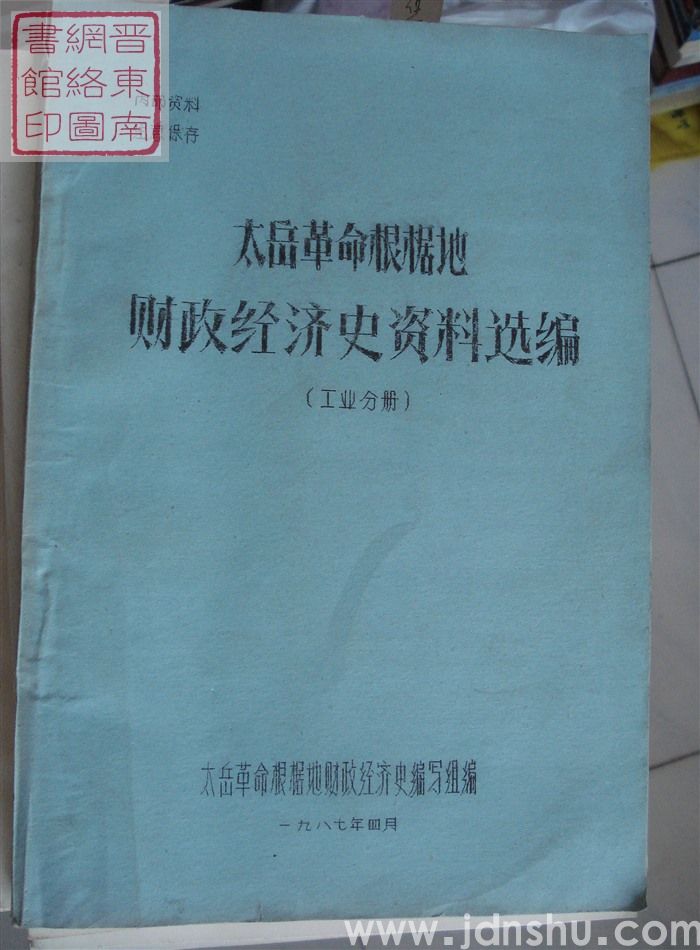 晋东南
網絡圖
書館印
内部资料
注意保存
太岳革命根椐地
财政经济史资料选编
(工业分册)
太岳革命根椐地财政经济史编写组编
一九八七年四月
www.jdnshu.com